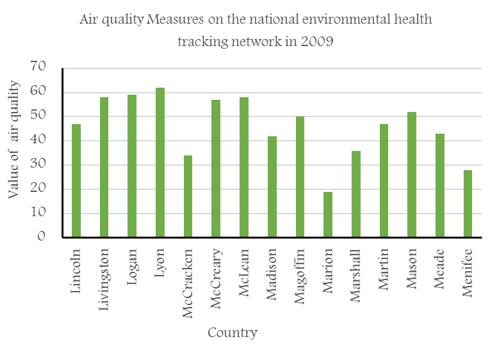 Air quality Measures on the national environmental health
tracking network in 2009
Value of air quality
70
60
50
40
30
20
10
0
Lincoln
Livingston
Logan
Lyon
McCracken
McCreary
McLean
Madison
Magoffin
Marion
Marshall
Martin
Mason
Meade
Menifee
Country